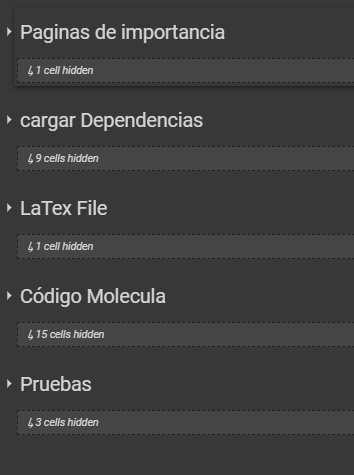 Paginas de importancia
↳ 1 cell hidden
cargar Dependencias
↳ 9 cells hidden
LaTex File
↳ 1 cell hidden
Código Molecula
↳ 15 cells hidden
Pruebas
↳ 3 cells hidden